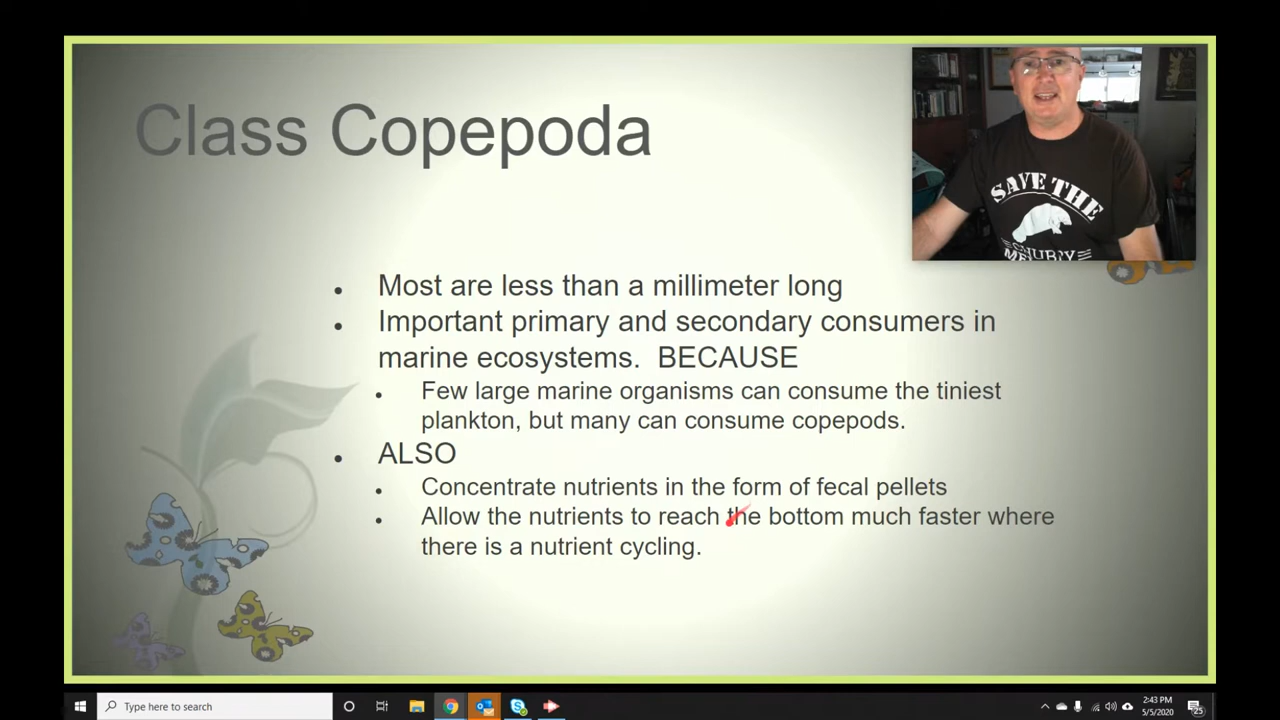 Class Copepoda
SAVE THE
CHUBBY
• Most are less than a millimeter long
• Important primary and secondary consumers in
marine ecosystems.  BECAUSE
• Few large marine organisms can consume the tiniest
plankton, but many can consume copepods.
• ALSO
• Concentrate nutrients in the form of fecal pellets
• Allow the nutrients to reach the bottom much faster where
there is a nutrient cycling.
Type here to search
2:43 PM
5/5/2020
25